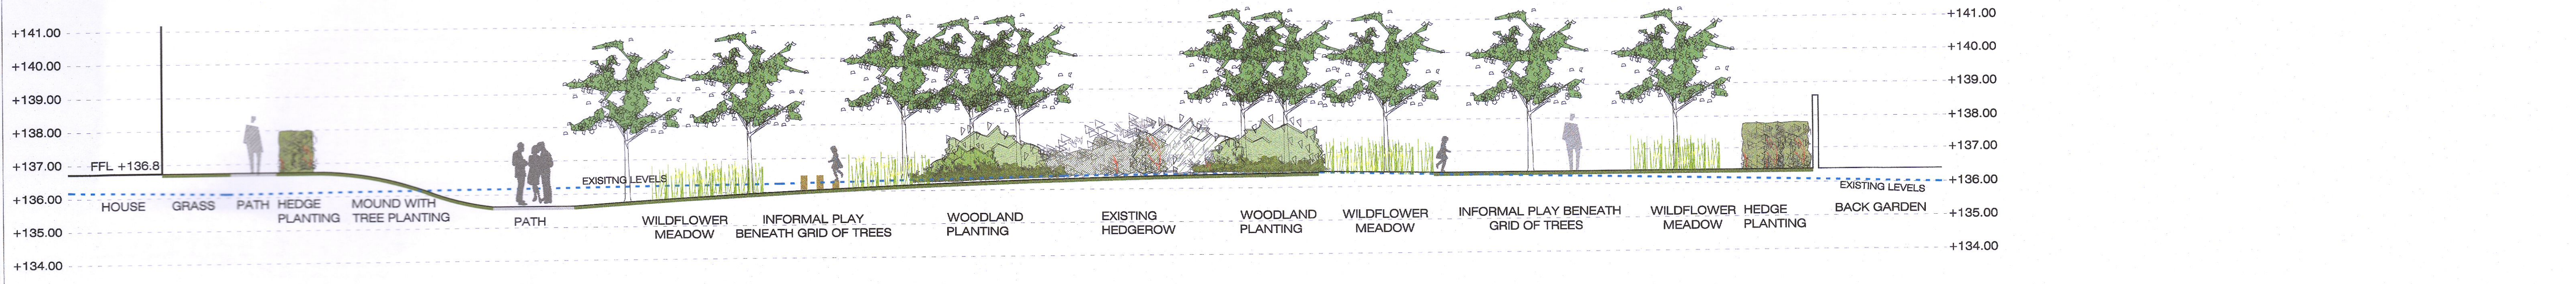 +141.00
+140.00
+139.00
+138.00
+137.00
+136.00
+135.00
+134.00
FFL +136.8
HOUSE
GRASS
PATH
HEDGE
PLANTING
MOUND WITH
TREE PLANTING
PATH
EXISITNG LEVELS
WILDFLOWER
MEADOW
INFORMAL PLAY
BENEATH GRID OF TREES
WOODLAND
PLANTING
EXISTING
HEDGEROW
WOODLAND
PLANTING
WILDFLOWER
MEADOW
INFORMAL PLAY BENEATH
GRID OF TREES
WILDFLOWER
MEADOW
HEDGE
PLANTING
EXISTING LEVELS
BACK GARDEN
+141.00
+140.00
+139.00
+138.00
+137.00
+136.00
+135.00
+134.00